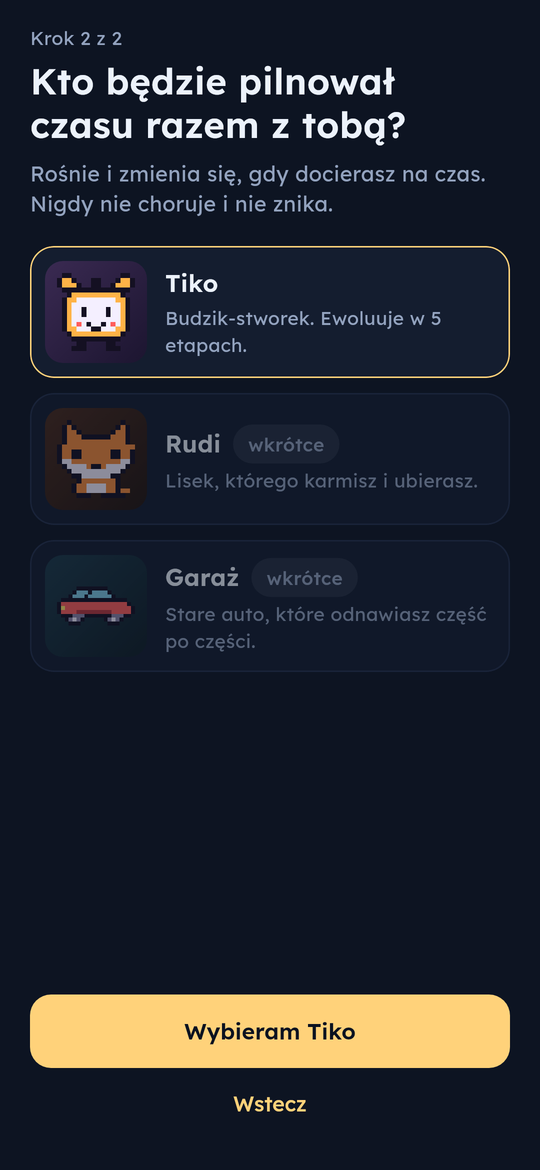 Krok 2 z 2
Kto będzie pilnował
czasu razem z tobą?
Rośnie i zmienia się, gdy docierasz na czas.
Nigdy nie choruje i nie znika.
Tiko
Budzik-stworek. Ewoluuje w 5
etapach.
Rudi wkrótce
Lisek, którego karmisz i ubierasz.
Garaż wkrótce
Stare auto, które odnawiasz część
po części.
Wybieram Tiko
Wstecz